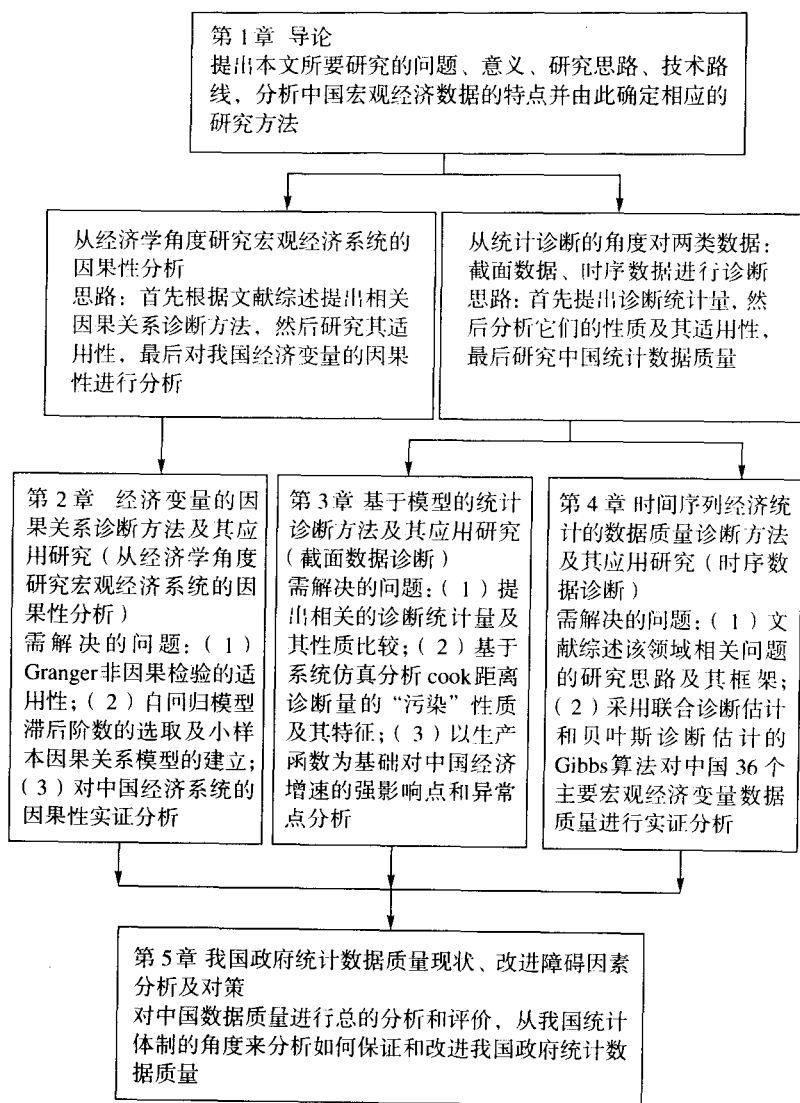 第1章 导论
提出本文所要研究的问题、意义、研究思路、技术路
线，分析中国宏观经济数据的特点并由此确定相应的
研究方法
从经济学角度研究宏观经济系统的
因果性分析
思路：首先根据文献综述提出相关
因果关系诊断方法，然后研究其适
用性，最后对我国经济变量的因果
性进行分析
从统计诊断的角度对两类数据：
截面数据、时序数据进行诊断
思路：首先提出诊断统计量，然
后分析它们的性质及其适用性，
最后研究中国统计数据质量
第2章 经济变量的因
果关系诊断方法及其应
用研究（从经济学角度
研究宏观经济系统的因
果性分析）
需解决的问题：（1）
Granger非因果检验的适
用性；（2）自回归模型
滞后阶数的选取及小样
本因果关系模型的建立；
（3）对中国经济系统的
因果性实证分析
第3章 基于模型的统计
诊断方法及其应用研究
（截面数据诊断）
需解决的问题：（1）提
出相关的诊断统计量及
其性质比较；（2）基于
系统仿真分析cook距离
诊断量的“污染”性质
及其特征；（3）以生产
函数为基础对中国经济
增速的强影响点和异常
点分析
第4章 时间序列经济统
计的数据质量诊断方法
及其应用研究（时序数
据诊断）
需解决的问题：（1）文
献综述该领域相关问题
的研究思路及其框架；
（2）采用联合诊断估计
和贝叶斯诊断估计的
Gibbs算法对中国36个
主要宏观经济变量数据
质量进行实证分析
第5章 我国政府统计数据质量现状、改进障碍因素
分析及对策
对中国数据质量进行总的分析和评价，从我国统计
体制的角度来分析如何保证和改进我国政府统计数
据质量